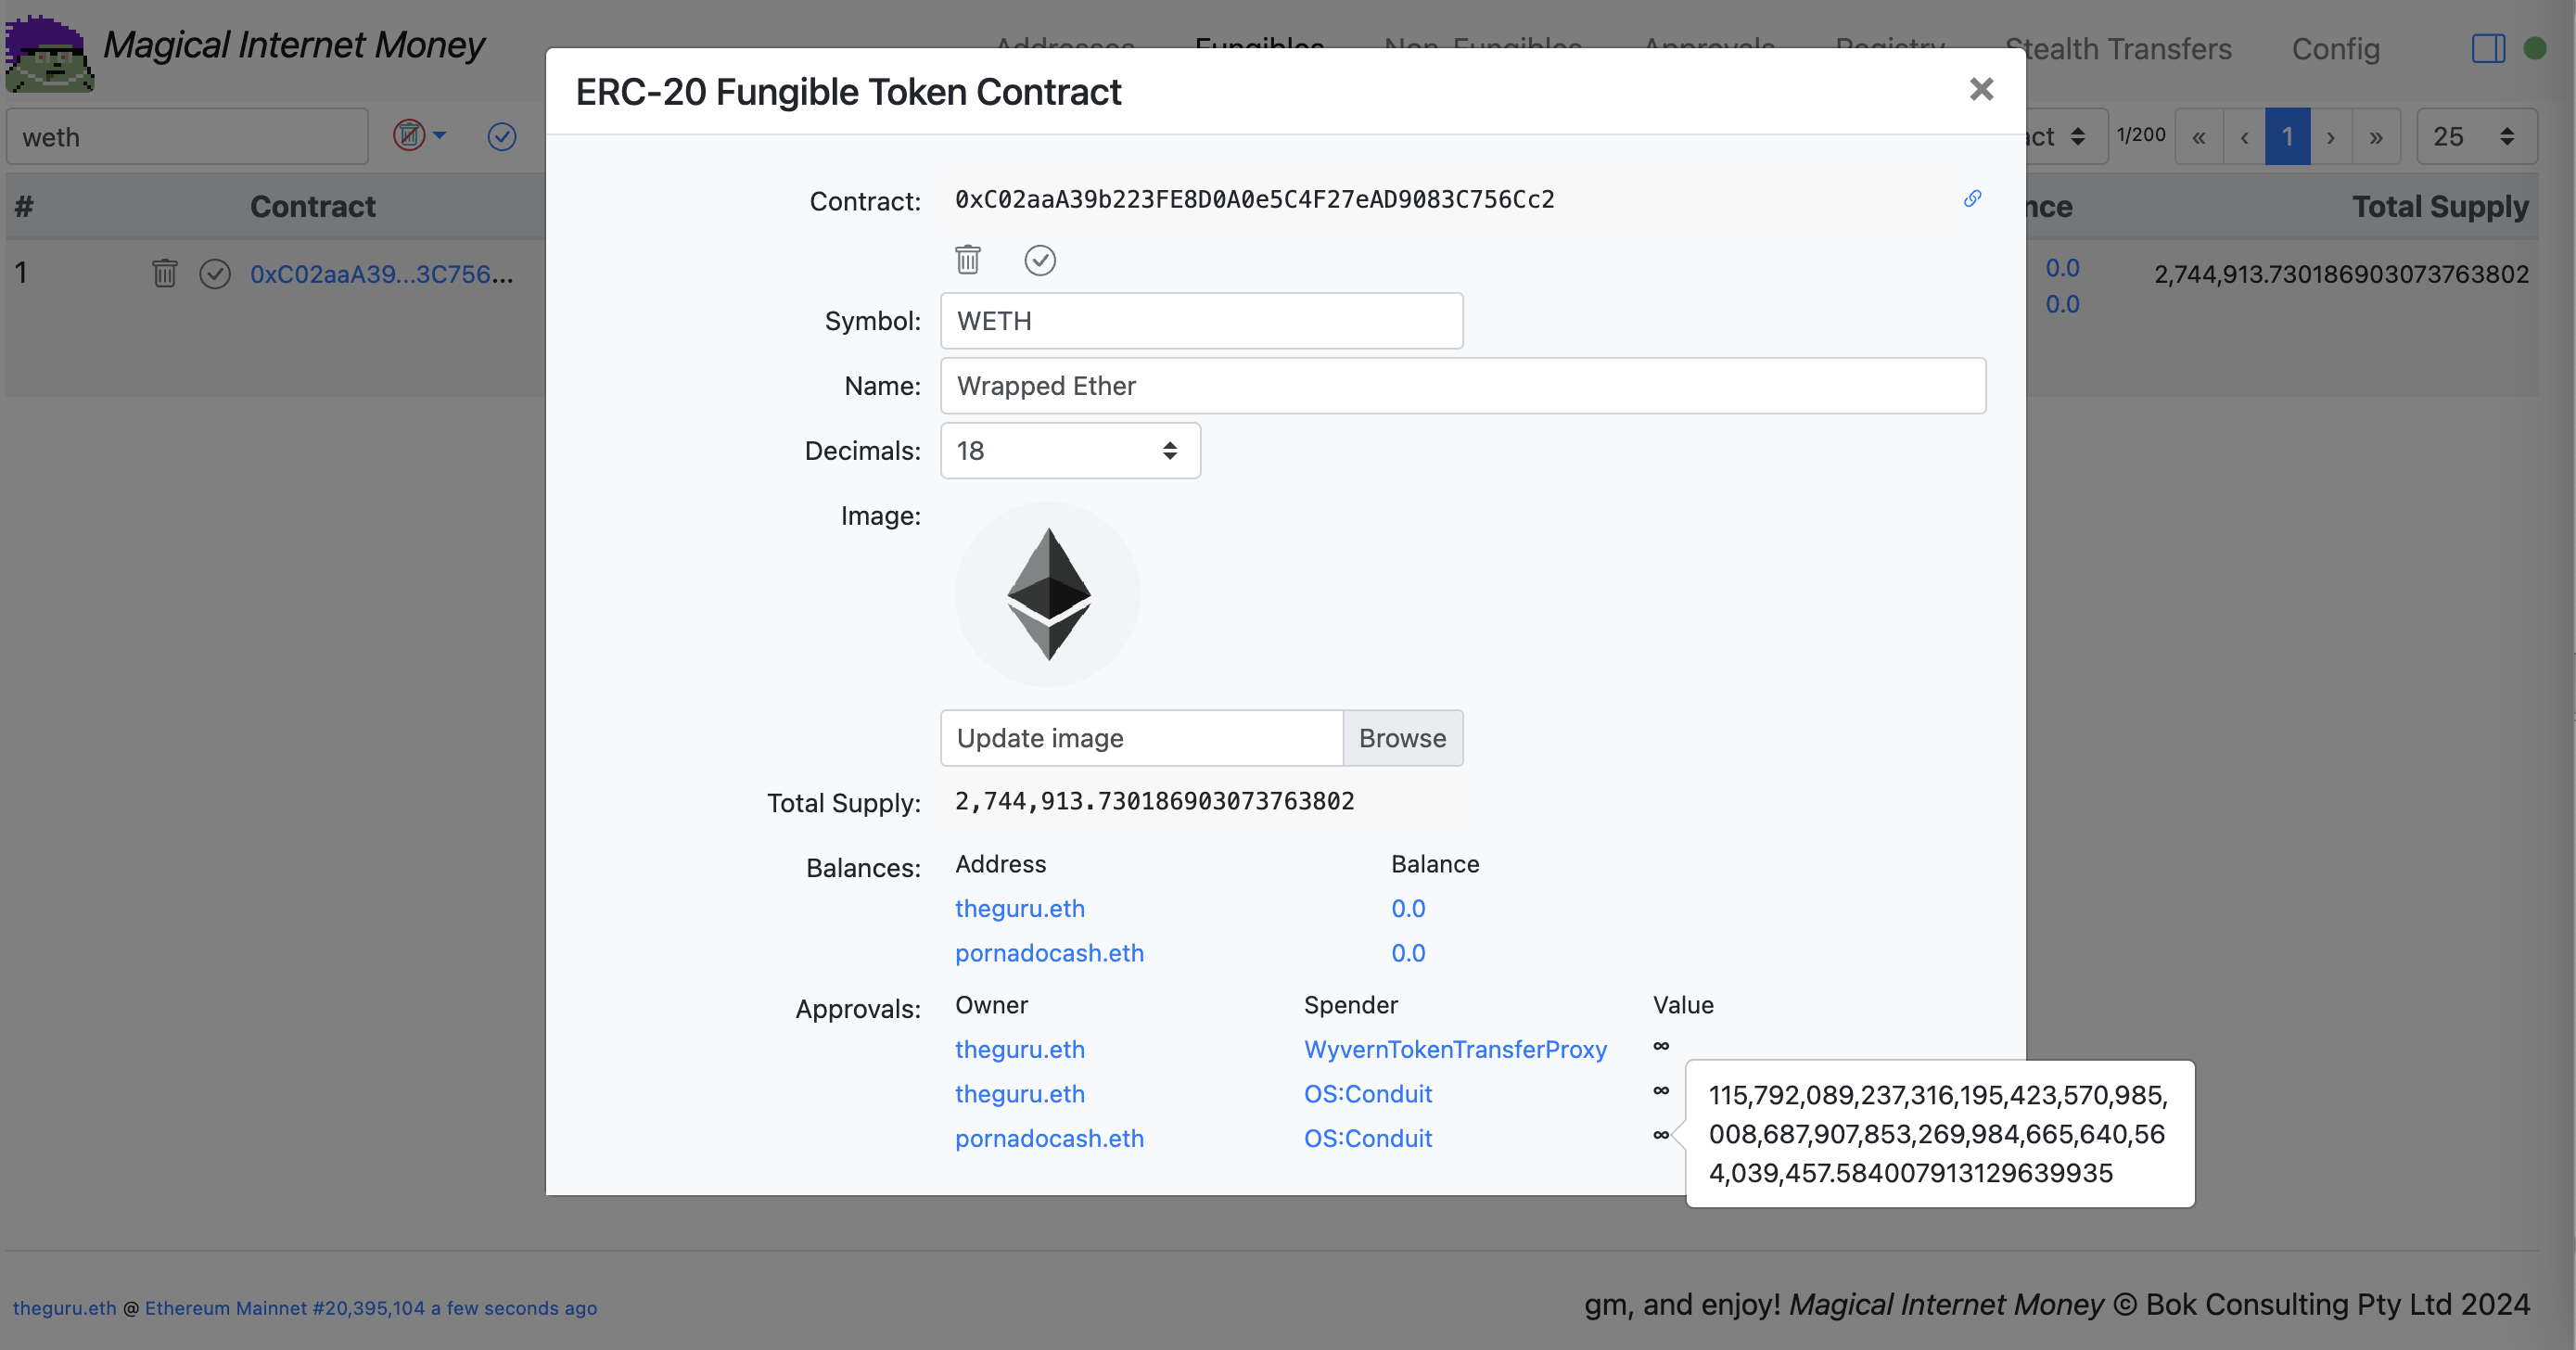 Magical Internet Money
Addresses Fungibles Non-Fungibles Approvals Registry Stealth Transfers Config
weth
1/200 « ‹ 1 › » 25
ERC-20 Fungible Token Contract
# Contract Total Supply
1 0xC02aaA39...3C756... 0.0 2,744,913.730186903073763802
0.0
Contract: 0xC02aaA39b223FE8D0A0e5C4F27eAD9083C756Cc2
Symbol: WETH
Name: Wrapped Ether
Decimals: 18
Image:
Update image Browse
Total Supply: 2,744,913.730186903073763802
Balances: Address Balance
theguru.eth 0.0
pornadocash.eth 0.0
Approvals: Owner Spender Value
theguru.eth WyvernTokenTransferProxy ∞
theguru.eth OS:Conduit ∞
pornadocash.eth OS:Conduit ∞
115,792,089,237,316,195,423,570,985,
008,687,907,853,269,984,665,640,56
4,039,457.584007913129639935
theguru.eth @ Ethereum Mainnet #20,395,104 a few seconds ago
gm, and enjoy! Magical Internet Money © Bok Consulting Pty Ltd 2024